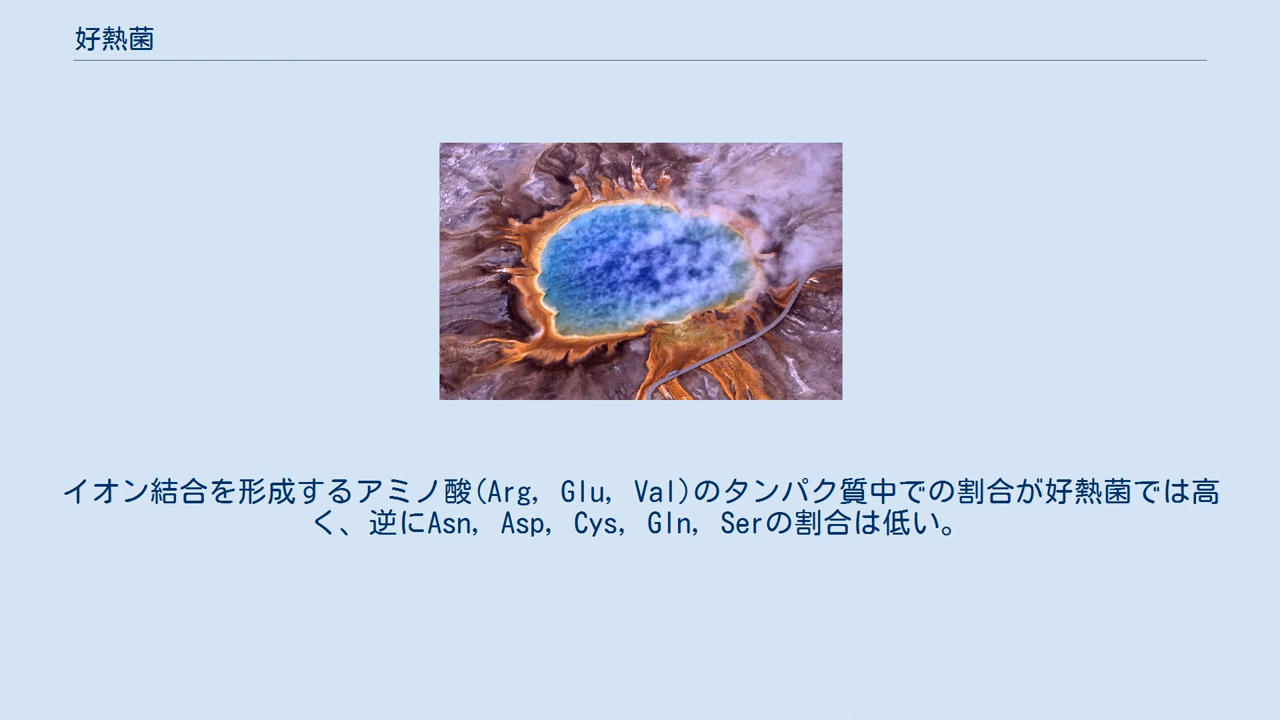 好熱菌
イオン結合を形成するアミノ酸(Arg, Glu, Val)のタンパク質中での割合が好熱菌では高
く、逆にAsn, Asp, Cys, Gln, Serの割合は低い。